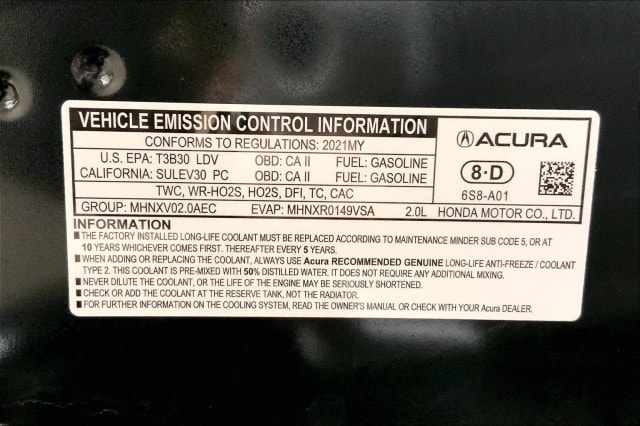 VEHICLE EMISSION CONTROL INFORMATION
CONFORMS TO REGULATIONS: 2021MY
U.S. EPA: T3B30 LDV OBD: CA II FUEL: GASOLINE
CALIFORNIA: SULEV30 PC OBD: CA II FUEL: GASOLINE
TWC, WR-HO2S, HO2S, DFI, TC, CAC
ACURA
8·D
6S8-A01
GROUP: MHNXV02.0AEC EVAP: MHNXR0149VSA 2.0L HONDA MOTOR CO., LTD.
INFORMATION
■ THE FACTORY INSTALLED LONG-LIFE COOLANT MUST BE REPLACED ACCORDING TO MAINTENANCE MINDER SUB CODE 5, OR AT
10 YEARS WHICHEVER COMES FIRST. THEREAFTER EVERY 5 YEARS.
■ WHEN ADDING OR REPLACING THE COOLANT, ALWAYS USE Acura RECOMMENDED GENUINE LONG-LIFE ANTI-FREEZE / COOLANT
TYPE 2. THIS COOLANT IS PRE-MIXED WITH 50% DISTILLED WATER. IT DOES NOT REQUIRE ANY ADDITIONAL MIXING.
■ NEVER DILUTE THE COOLANT, OR THE LIFE OF THE ENGINE MAY BE SERIOUSLY SHORTENED.
■ CHECK OR ADD THE COOLANT AT THE RESERVE TANK, NOT THE RADIATOR.
■ FOR FURTHER INFORMATION ON THE COOLING SYSTEM, READ THE OWNER'S MANUAL OR CHECK WITH YOUR Acura DEALER.